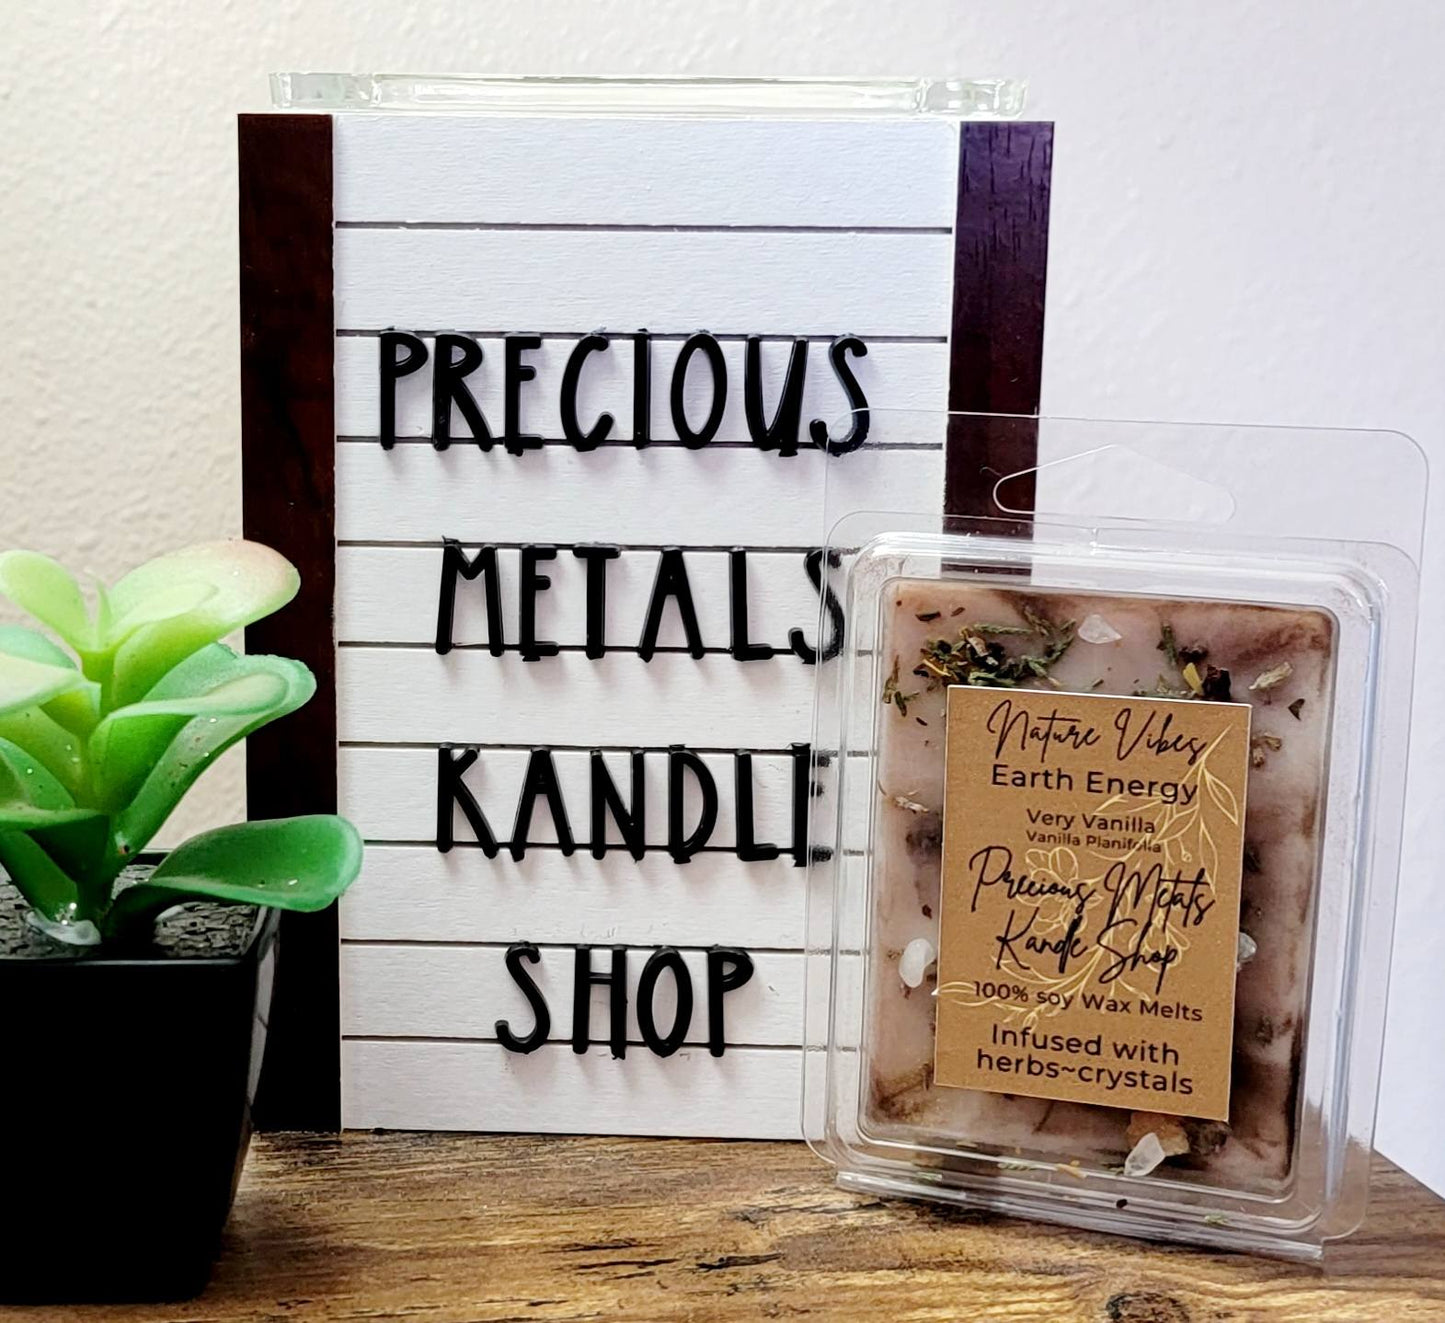 PRECIOUS
METALS
KANDLE
SHOP
Nature Vibes
Earth Energy
Very Vanilla
Vanilla Planifolia
Precious Metals
Kandle Shop
100% soy Wax Melts
Infused with
herbs~crystals